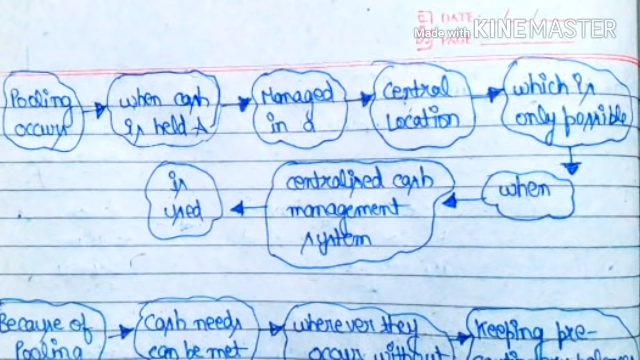 DATE
PAGE
Made with KINEMASTER
Pooling occurs
when cash is held &
Managed in a
Central Location
which is only possible
when
centralised cash management system
is used
Because of Pooling
Cash needs can be met
wherever they occur without
Keeping pre-